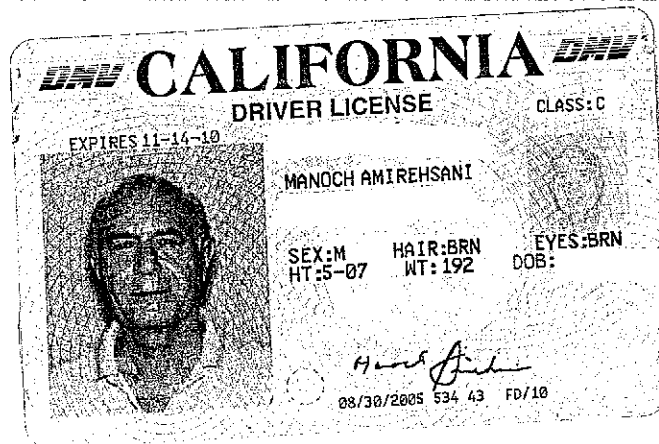 DMV CALIFORNIA DMV
DRIVER LICENSE
CLASS:C
EXPIRES 11-14-10
MANOCH AMIREHSANI
SEX:M HAIR:BRN EYES:BRN
HT:5-07 WT:192 DOB:
08/30/2005 534 43 FD/10